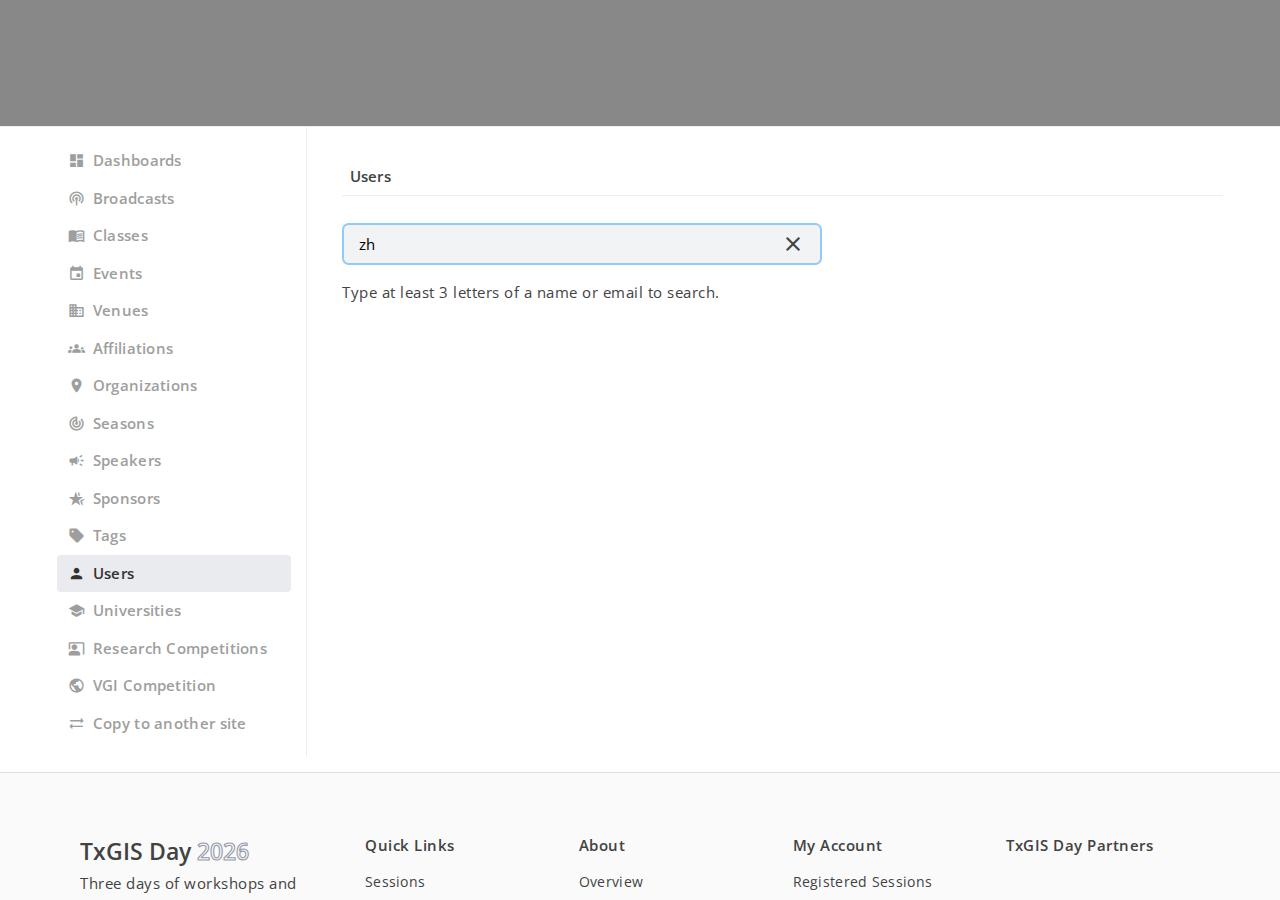 Dashboards
Broadcasts
Classes
Events
Venues
Affiliations
Organizations
Seasons
Speakers
Sponsors
Tags
Users
Universities
Research Competitions
VGI Competition
Copy to another site
Users
zh
Type at least 3 letters of a name or email to search.
TxGIS Day 2026
Three days of workshops and
Quick Links
Sessions
About
Overview
My Account
Registered Sessions
TxGIS Day Partners